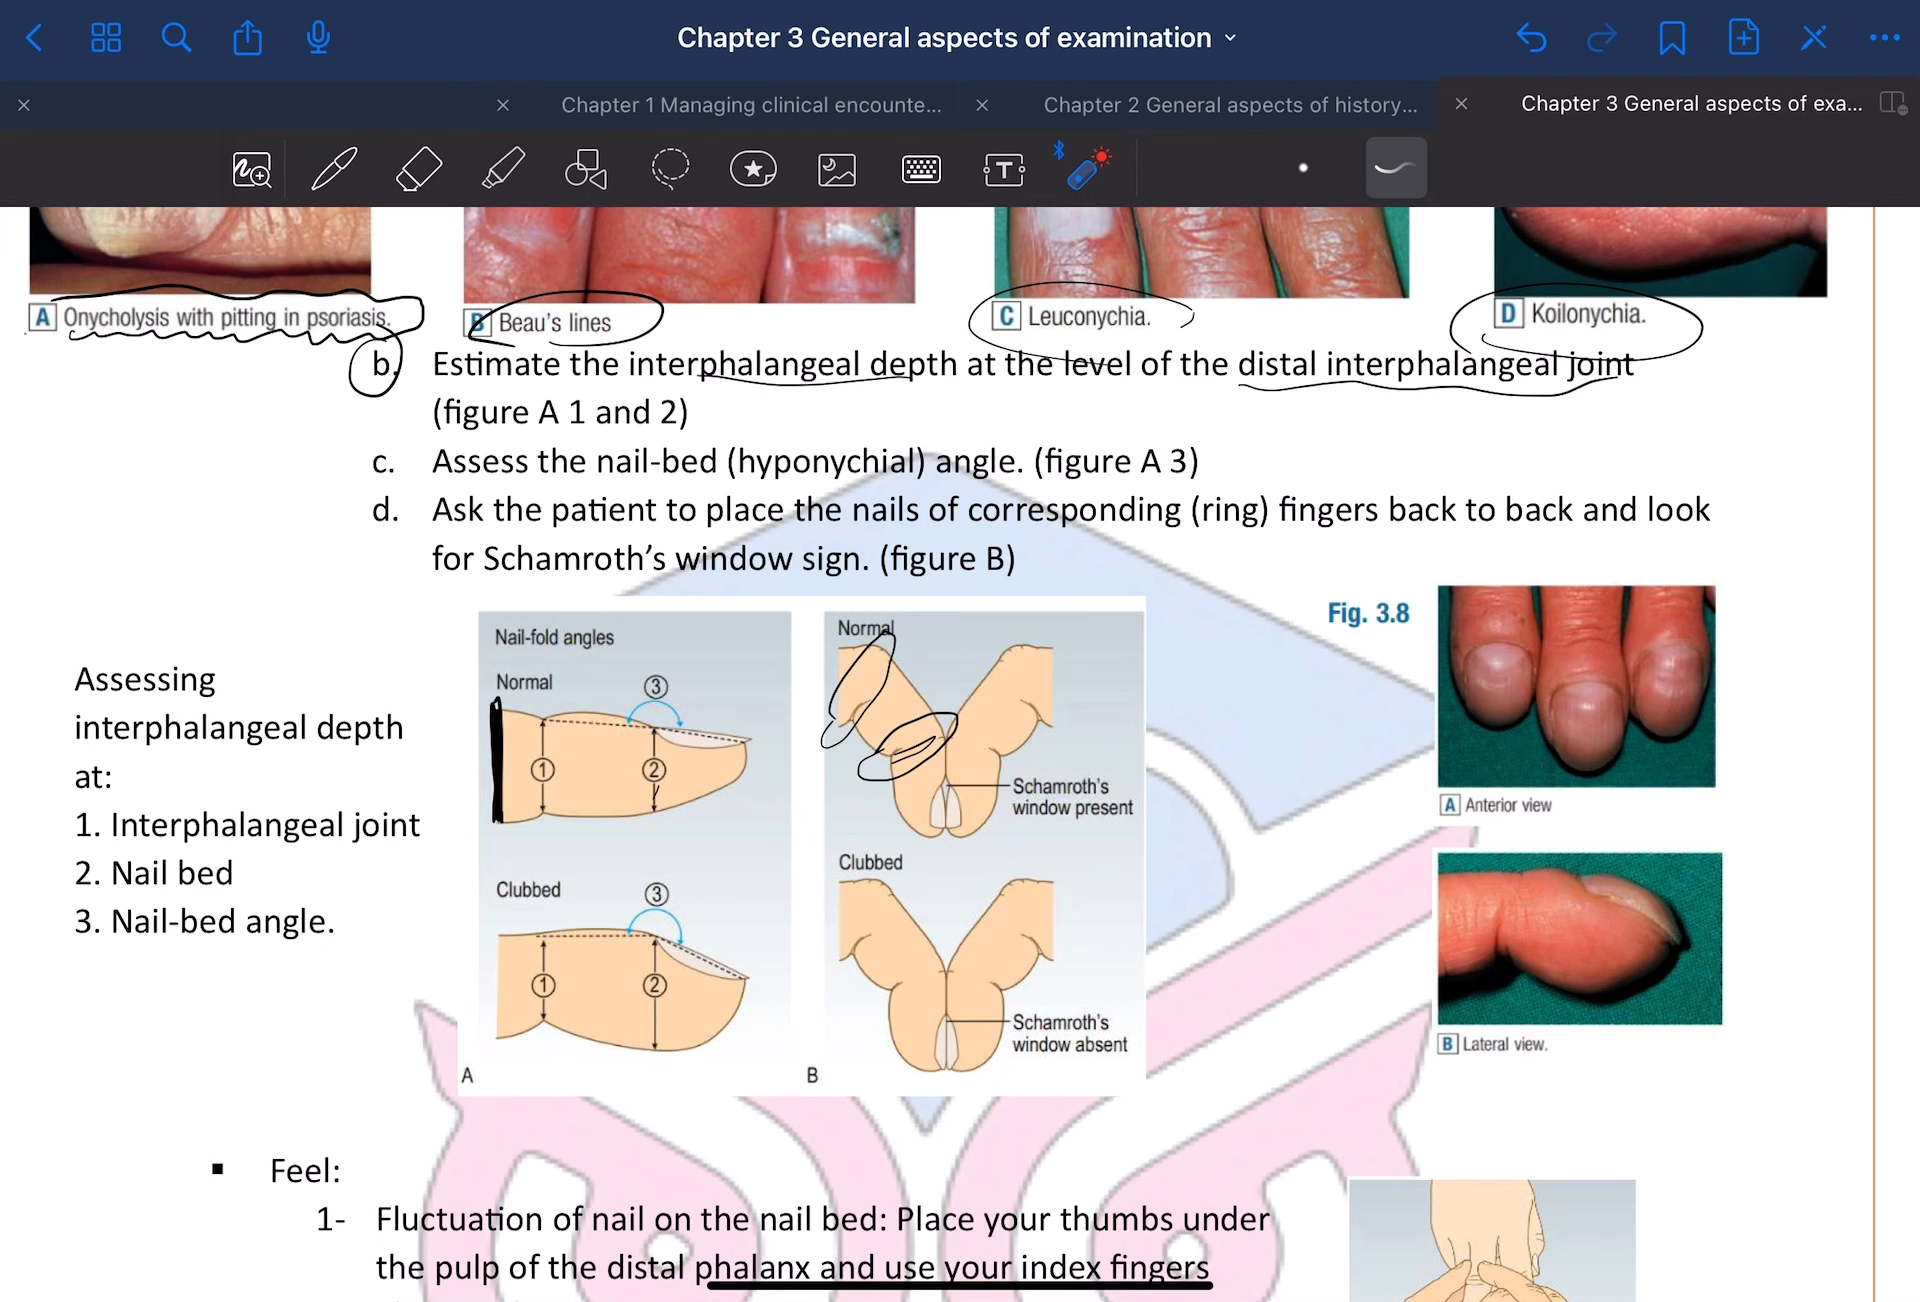 Chapter 3 General aspects of examination
Chapter 1 Managing clinical encounte...
Chapter 2 General aspects of history...
Chapter 3 General aspects of exa...
T
A Onycholysis with pitting in psoriasis.
B Beau's lines
C Leuconychia.
D Koilonychia.
b. Estimate the interphalangeal depth at the level of the distal interphalangeal joint
(figure A 1 and 2)
c. Assess the nail-bed (hyponychial) angle. (figure A 3)
d. Ask the patient to place the nails of corresponding (ring) fingers back to back and look
for Schamroth’s window sign. (figure B)
Assessing
interphalangeal depth
at:
1. Interphalangeal joint
2. Nail bed
3. Nail-bed angle.
Nail-fold angles
Normal
3
1
2
Clubbed
3
1
2
A
Normal
Schamroth's
window present
Clubbed
Schamroth's
window absent
B
Fig. 3.8
A Anterior view
B Lateral view.
▪ Feel:
1- Fluctuation of nail on the nail bed: Place your thumbs under
the pulp of the distal phalanx and use your index fingers